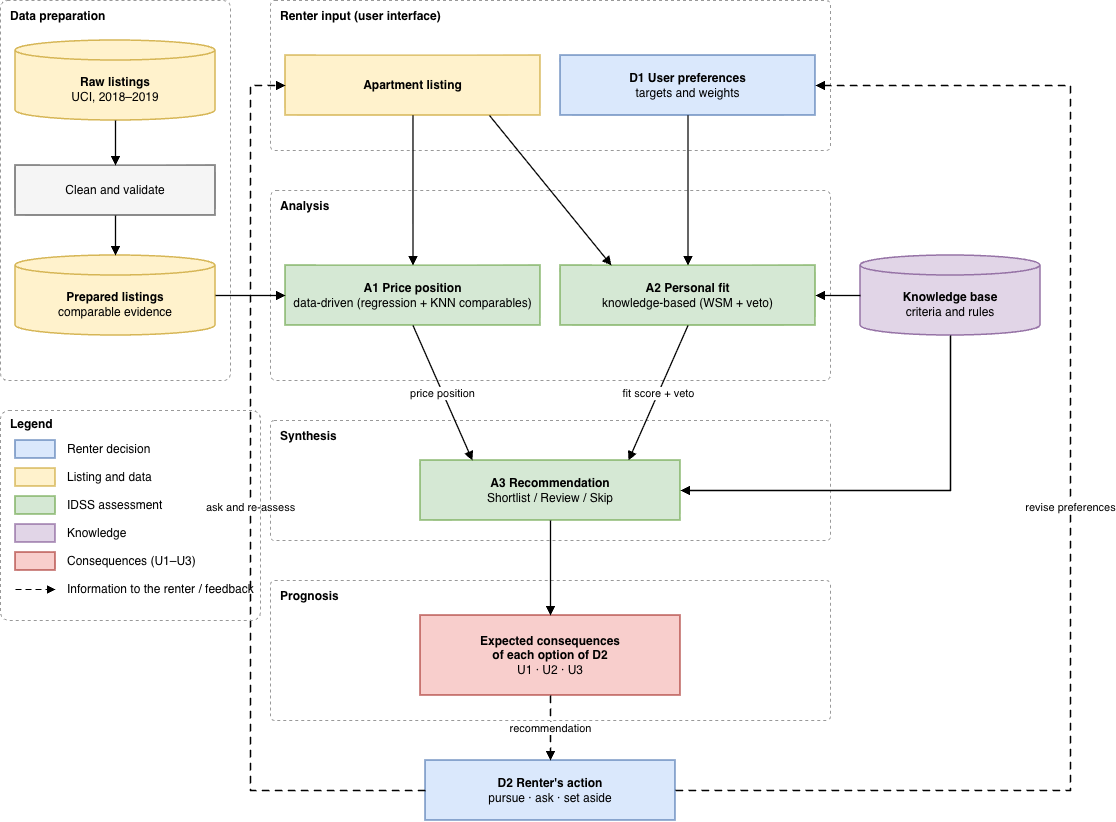 Data preparation
Raw listings
UCI, 2018–2019
Clean and validate
Prepared listings
comparable evidence
Renter input (user interface)
Apartment listing
D1 User preferences
targets and weights
Analysis
A1 Price position
data-driven (regression + KNN comparables)
A2 Personal fit
knowledge-based (WSM + veto)
Knowledge base
criteria and rules
price position
fit score + veto
Synthesis
A3 Recommendation
Shortlist / Review / Skip
Legend
Renter decision
Listing and data
IDSS assessment
Knowledge
Consequences (U1–U3)
Information to the renter / feedback
ask and re-assess
revise preferences
Prognosis
Expected consequences
of each option of D2
U1 · U2 · U3
recommendation
D2 Renter's action
pursue · ask · set aside